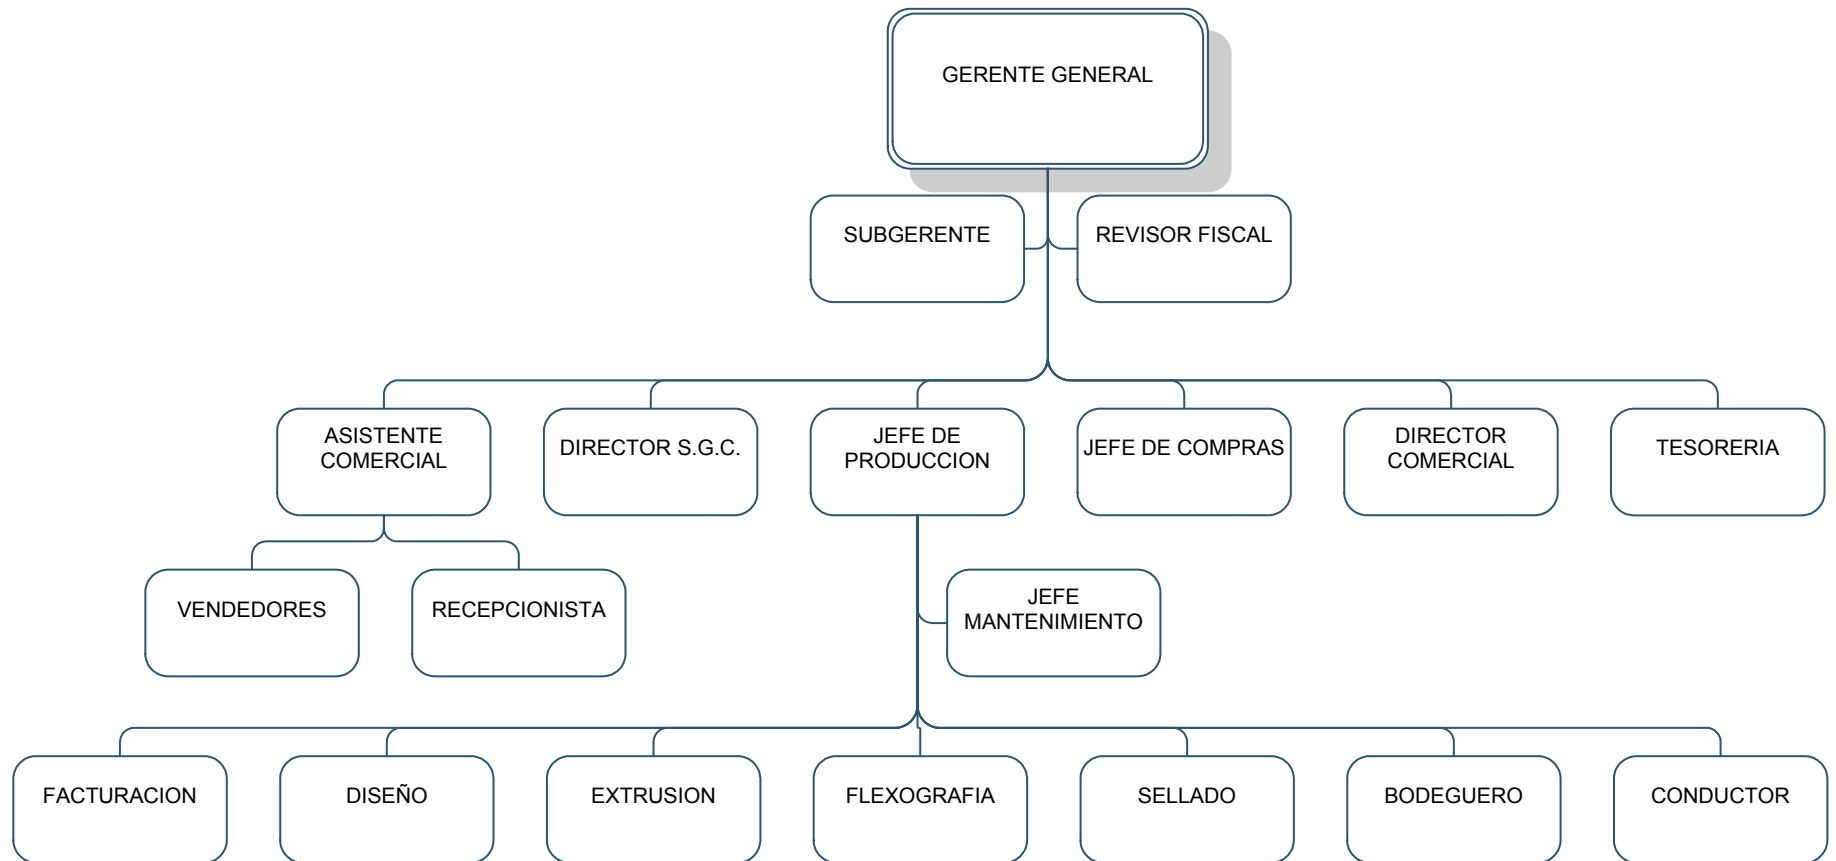 GERENTE GENERAL
SUBGERENTE
REVISOR FISCAL
ASISTENTE
COMERCIAL
DIRECTOR S.G.C.
JEFE DE
PRODUCCION
JEFE DE COMPRAS
DIRECTOR
COMERCIAL
TESORERIA
VENDEDORES
RECEPCIONISTA
JEFE
MANTENIMIENTO
FACTURACION
DISEÑO
EXTRUSION
FLEXOGRAFIA
SELLADO
BODEGUERO
CONDUCTOR